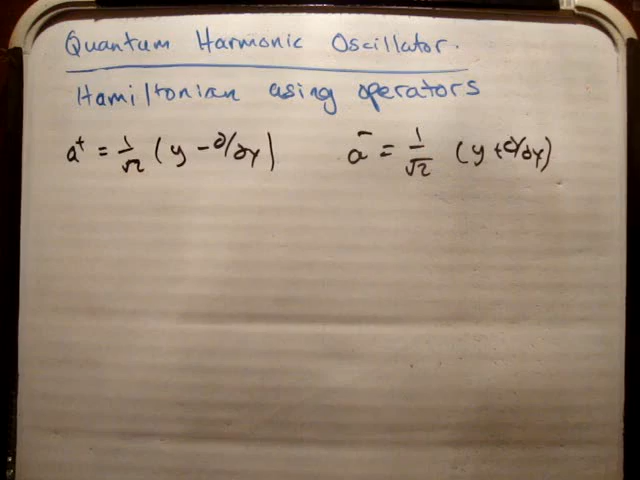 Quantum Harmonic Oscillator.
Hamiltonian using operators
a⁺ = 1/√2 (y - ∂/∂y) a⁻ = 1/√2 (y + ∂/∂y)